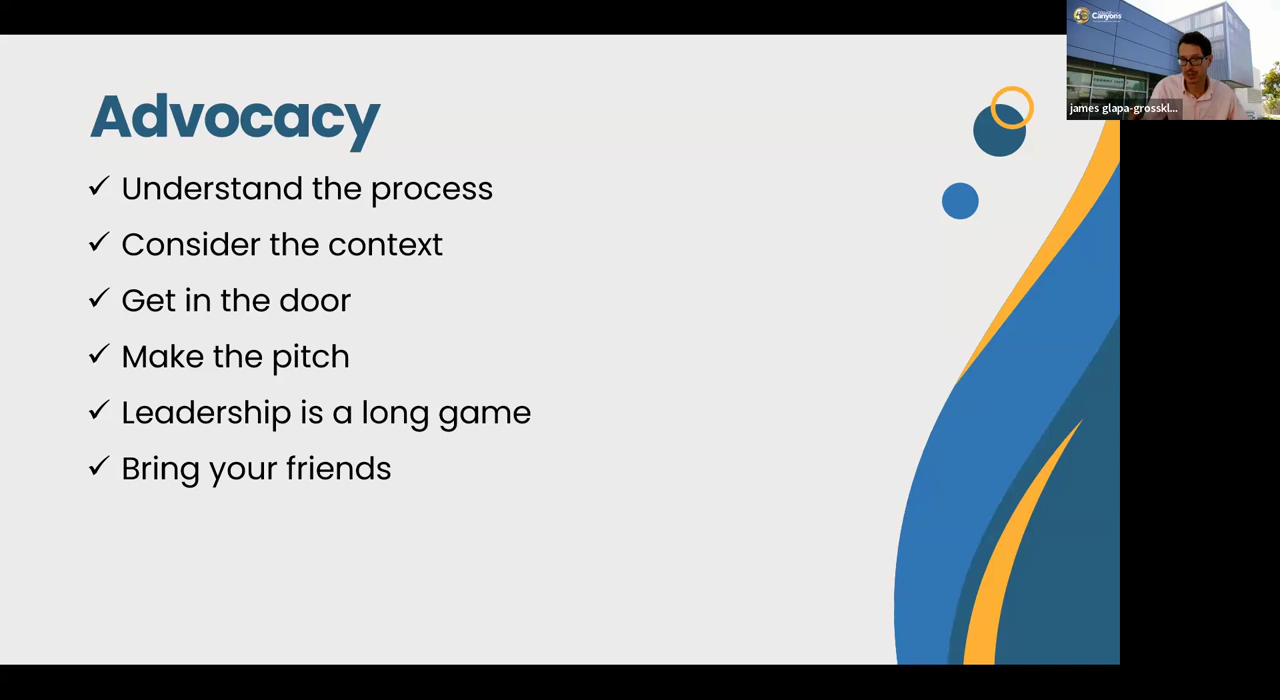 Advocacy
✓ Understand the process
✓ Consider the context
✓ Get in the door
✓ Make the pitch
✓ Leadership is a long game
✓ Bring your friends
Canyons
james glapa-grosskl...